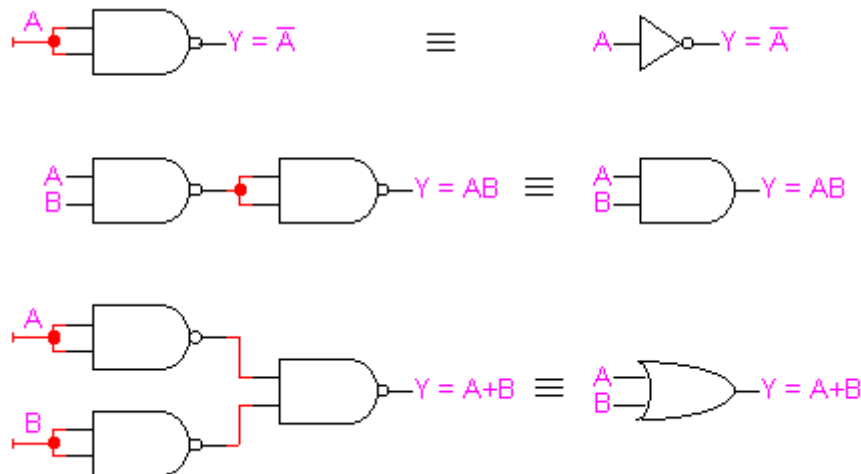 A Y = A̅ ≡ A Y = A̅
A B Y = AB ≡ A B Y = AB
A B Y = A+B ≡ A B Y = A+B